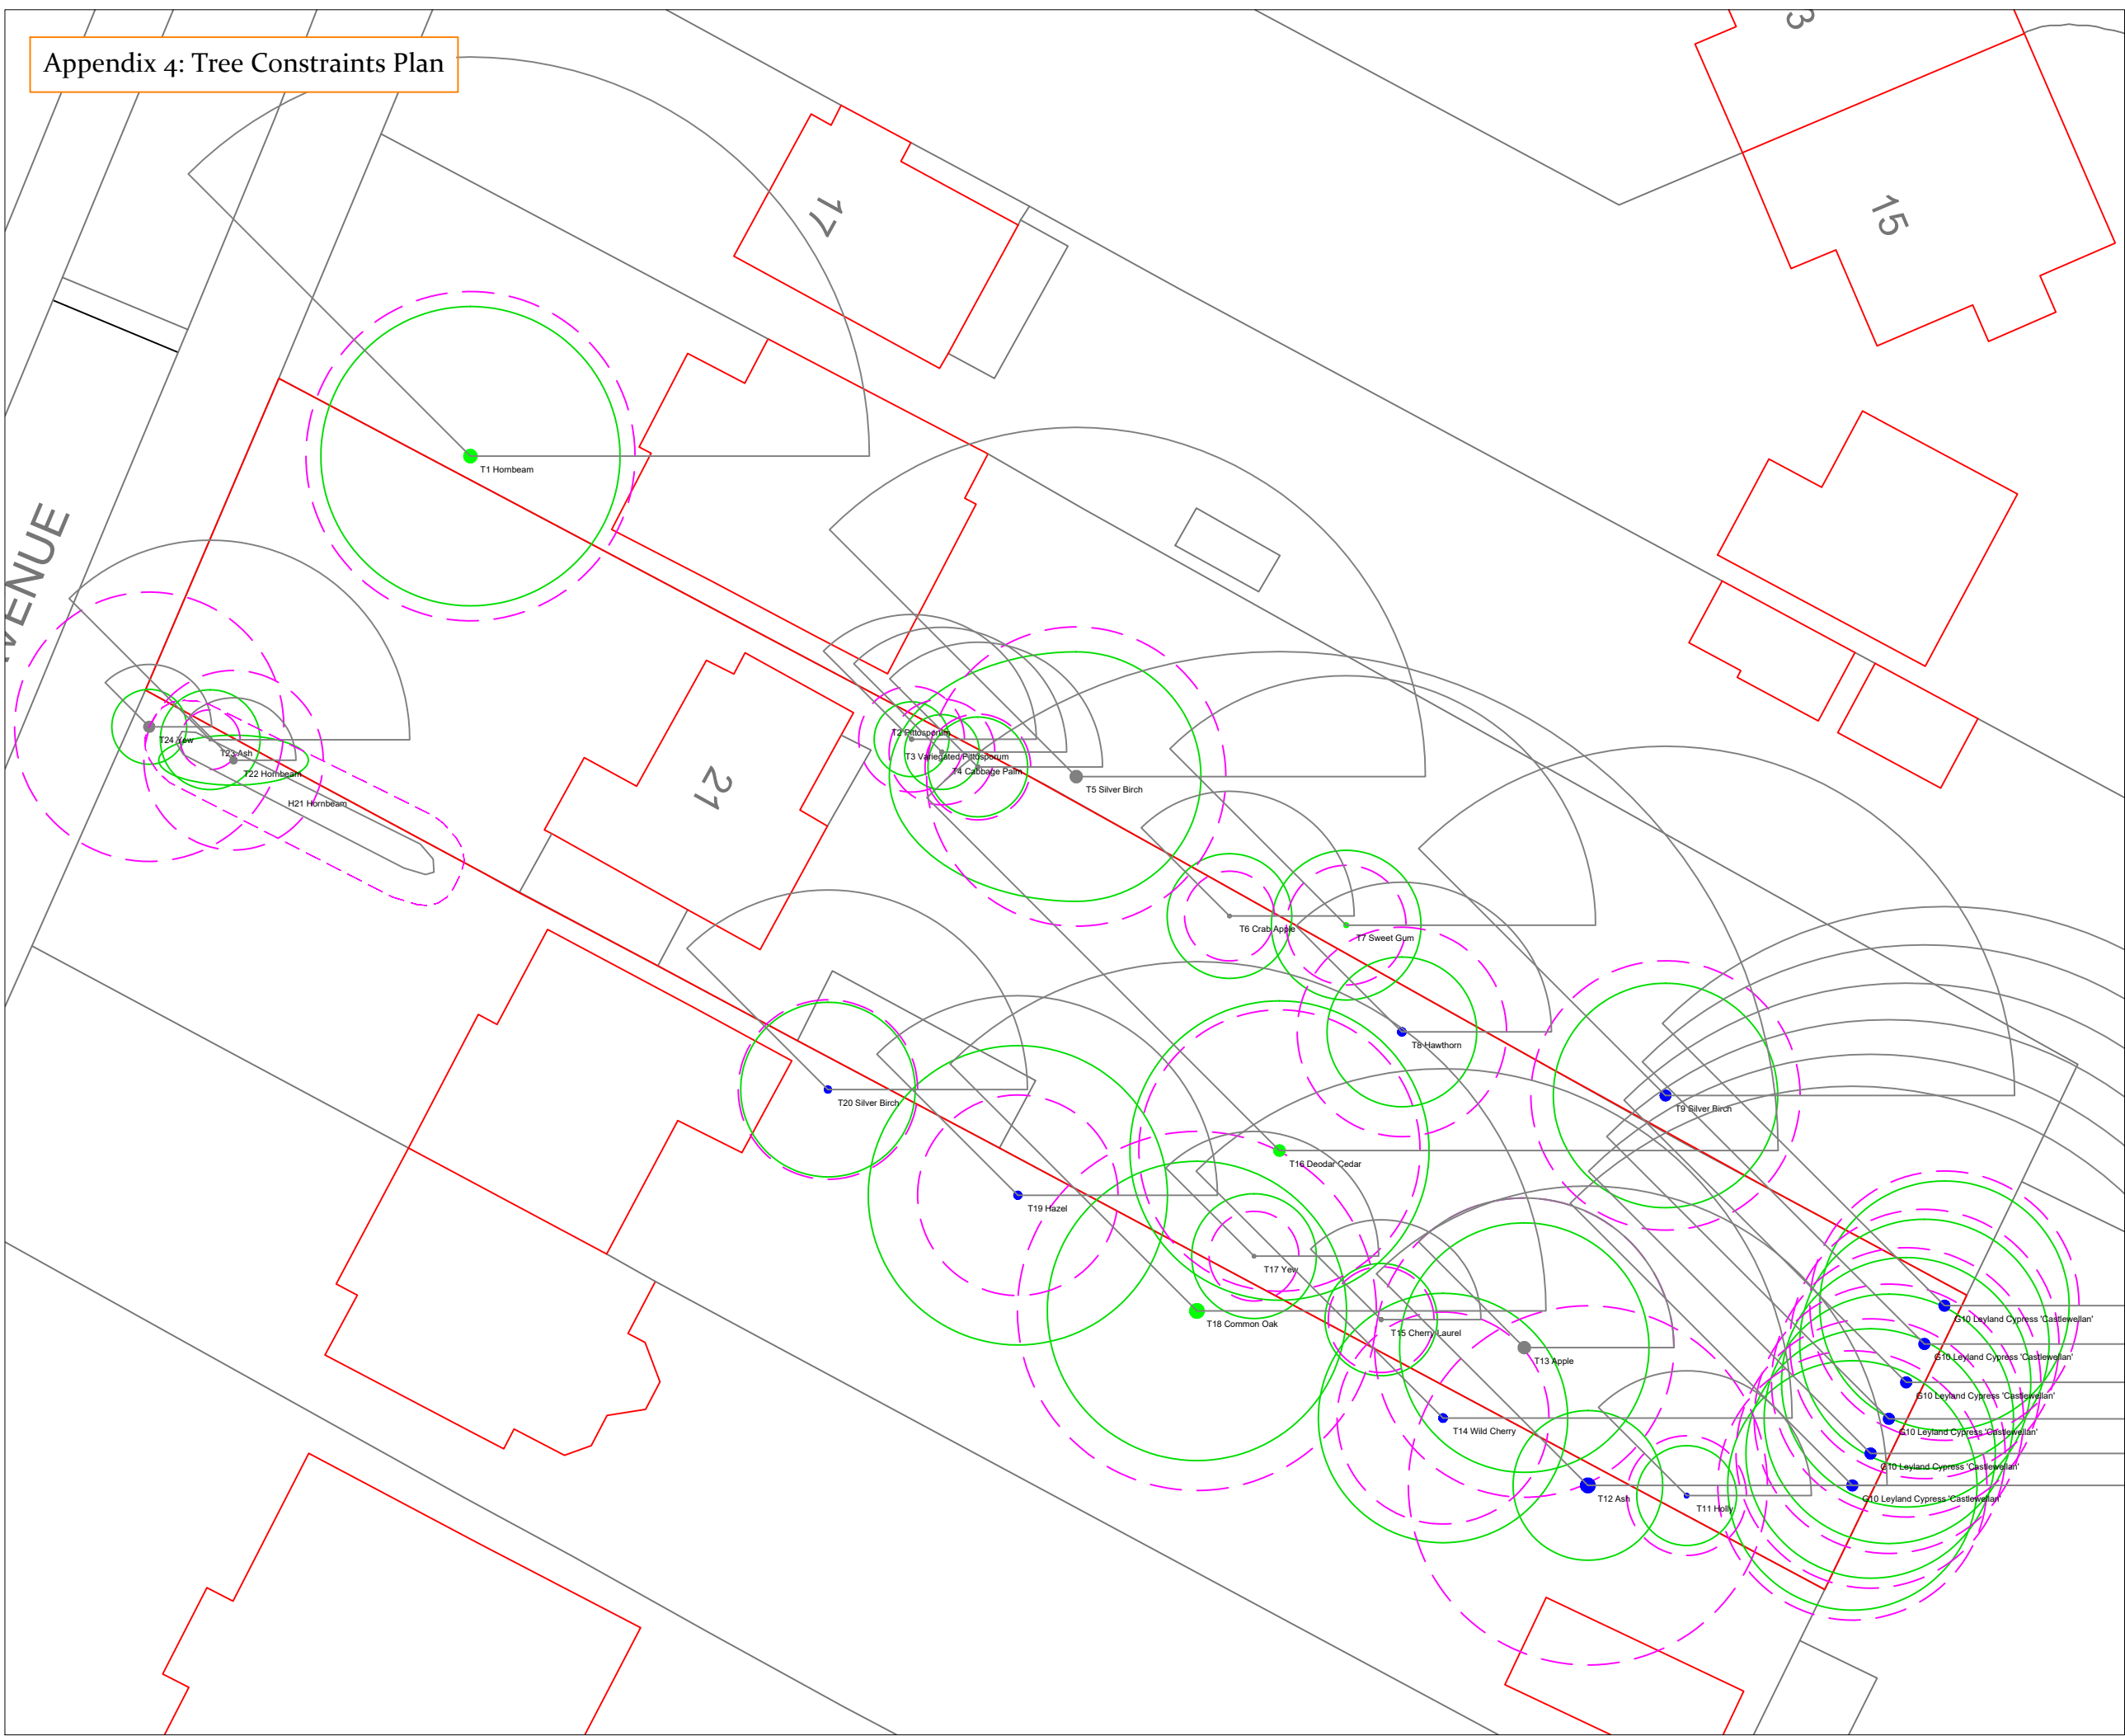 Appendix 4: Tree Constraints Plan
3
17
15
T1 Hornbeam
VENUE
T24 Yew
T23 Ash
T22 Hornbeam
H21 Hornbeam
T2 Pittosporum
T3 Variegated Pittosporum
T4 Cabbage Palm
T5 Silver Birch
21
T6 Crab Apple
T7 Sweet Gum
T8 Hawthorn
T20 Silver Birch
T9 Silver Birch
T16 Deodar Cedar
T19 Hazel
T17 Yew
T18 Common Oak
T15 Cherry Laurel
T13 Apple
G10 Leyland Cypress 'Castlewellan'
G10 Leyland Cypress 'Castlewellan'
G10 Leyland Cypress 'Castlewellan'
G10 Leyland Cypress 'Castlewellan'
G10 Leyland Cypress 'Castlewellan'
G10 Leyland Cypress 'Castlewellan'
T14 Wild Cherry
T12 Ash
T11 Holly